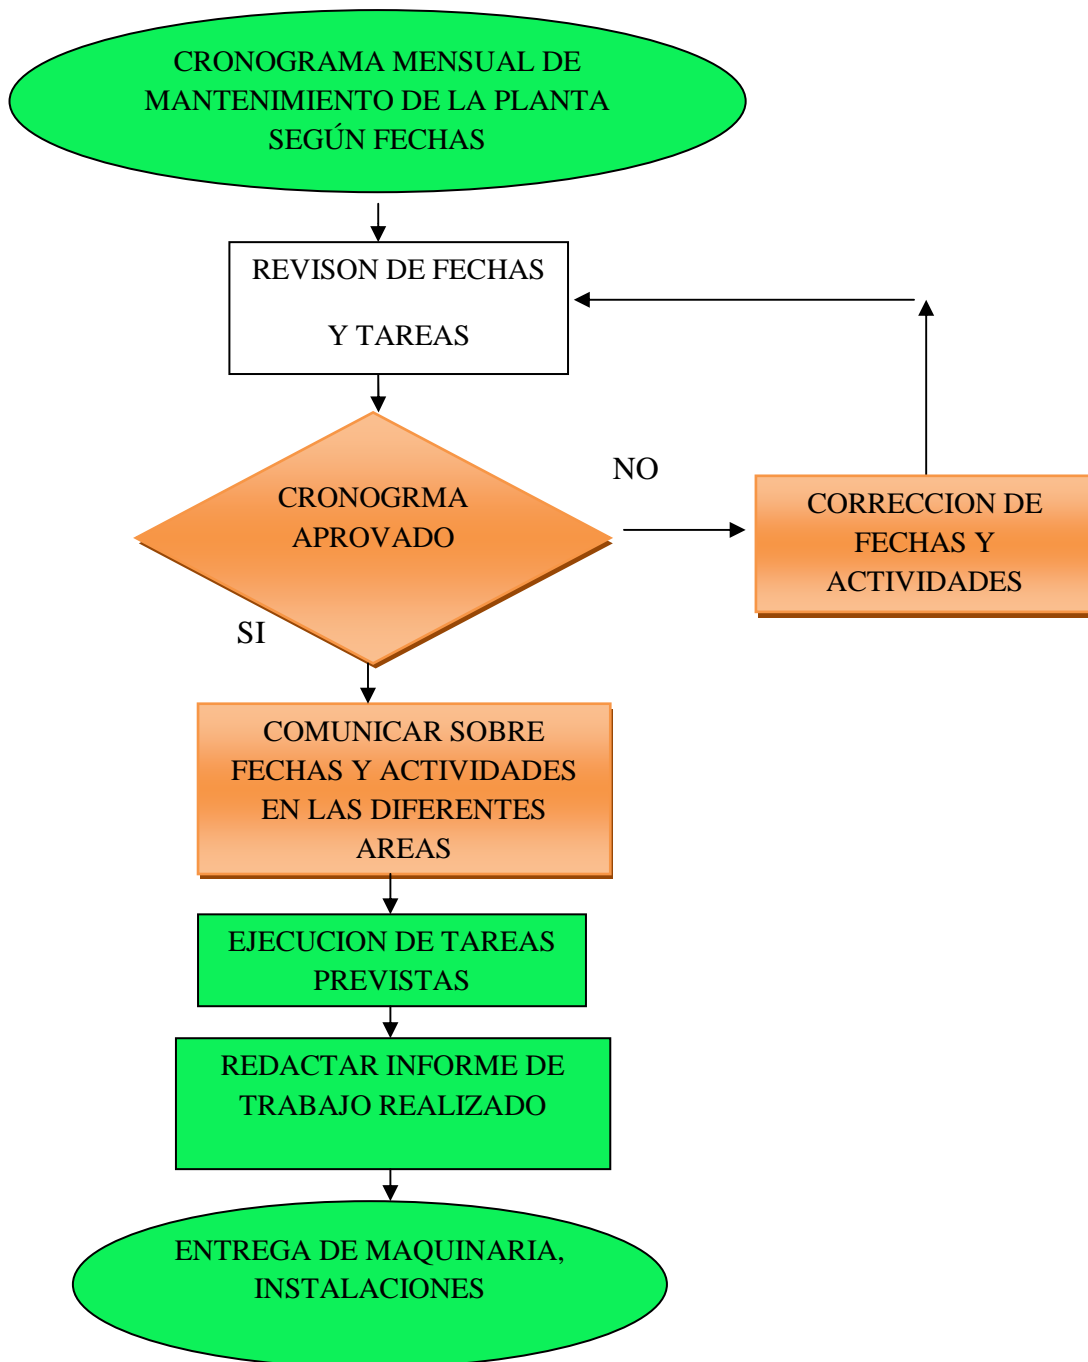 CRONOGRAMA MENSUAL DE
MANTENIMIENTO DE LA PLANTA
SEGÚN FECHAS
REVISON DE FECHAS
Y TAREAS
CRONOGRMA
APROVADO
NO
CORRECCION DE
FECHAS Y
ACTIVIDADES
SI
COMUNICAR SOBRE
FECHAS Y ACTIVIDADES
EN LAS DIFERENTES
AREAS
EJECUCION DE TAREAS
PREVISTAS
REDACTAR INFORME DE
TRABAJO REALIZADO
ENTREGA DE MAQUINARIA,
INSTALACIONES